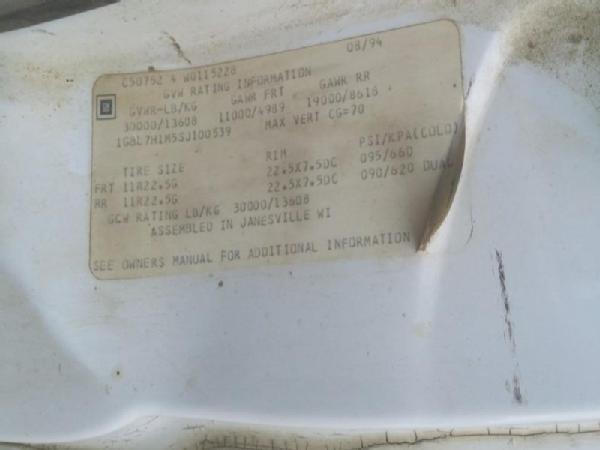 C50752 4 W0115228 08/94
GVW RATING INFORMATION
GVWR-LB/KG GAWR FRT GAWR RR
30000/13608 11000/4989 19000/8618
1GBL7H1M5SJ100539 MAX VERT CG=70
TIRE SIZE RIM PSI/KPA(COLD)
FRT 11R22.5G 22.5X7.5DC 095/660
RR 11R22.5G 22.5X7.5DC 090/620 DUAL
GCW RATING LB/KG 30000/13608
ASSEMBLED IN JANESVILLE WI
SEE OWNERS MANUAL FOR ADDITIONAL INFORMATION